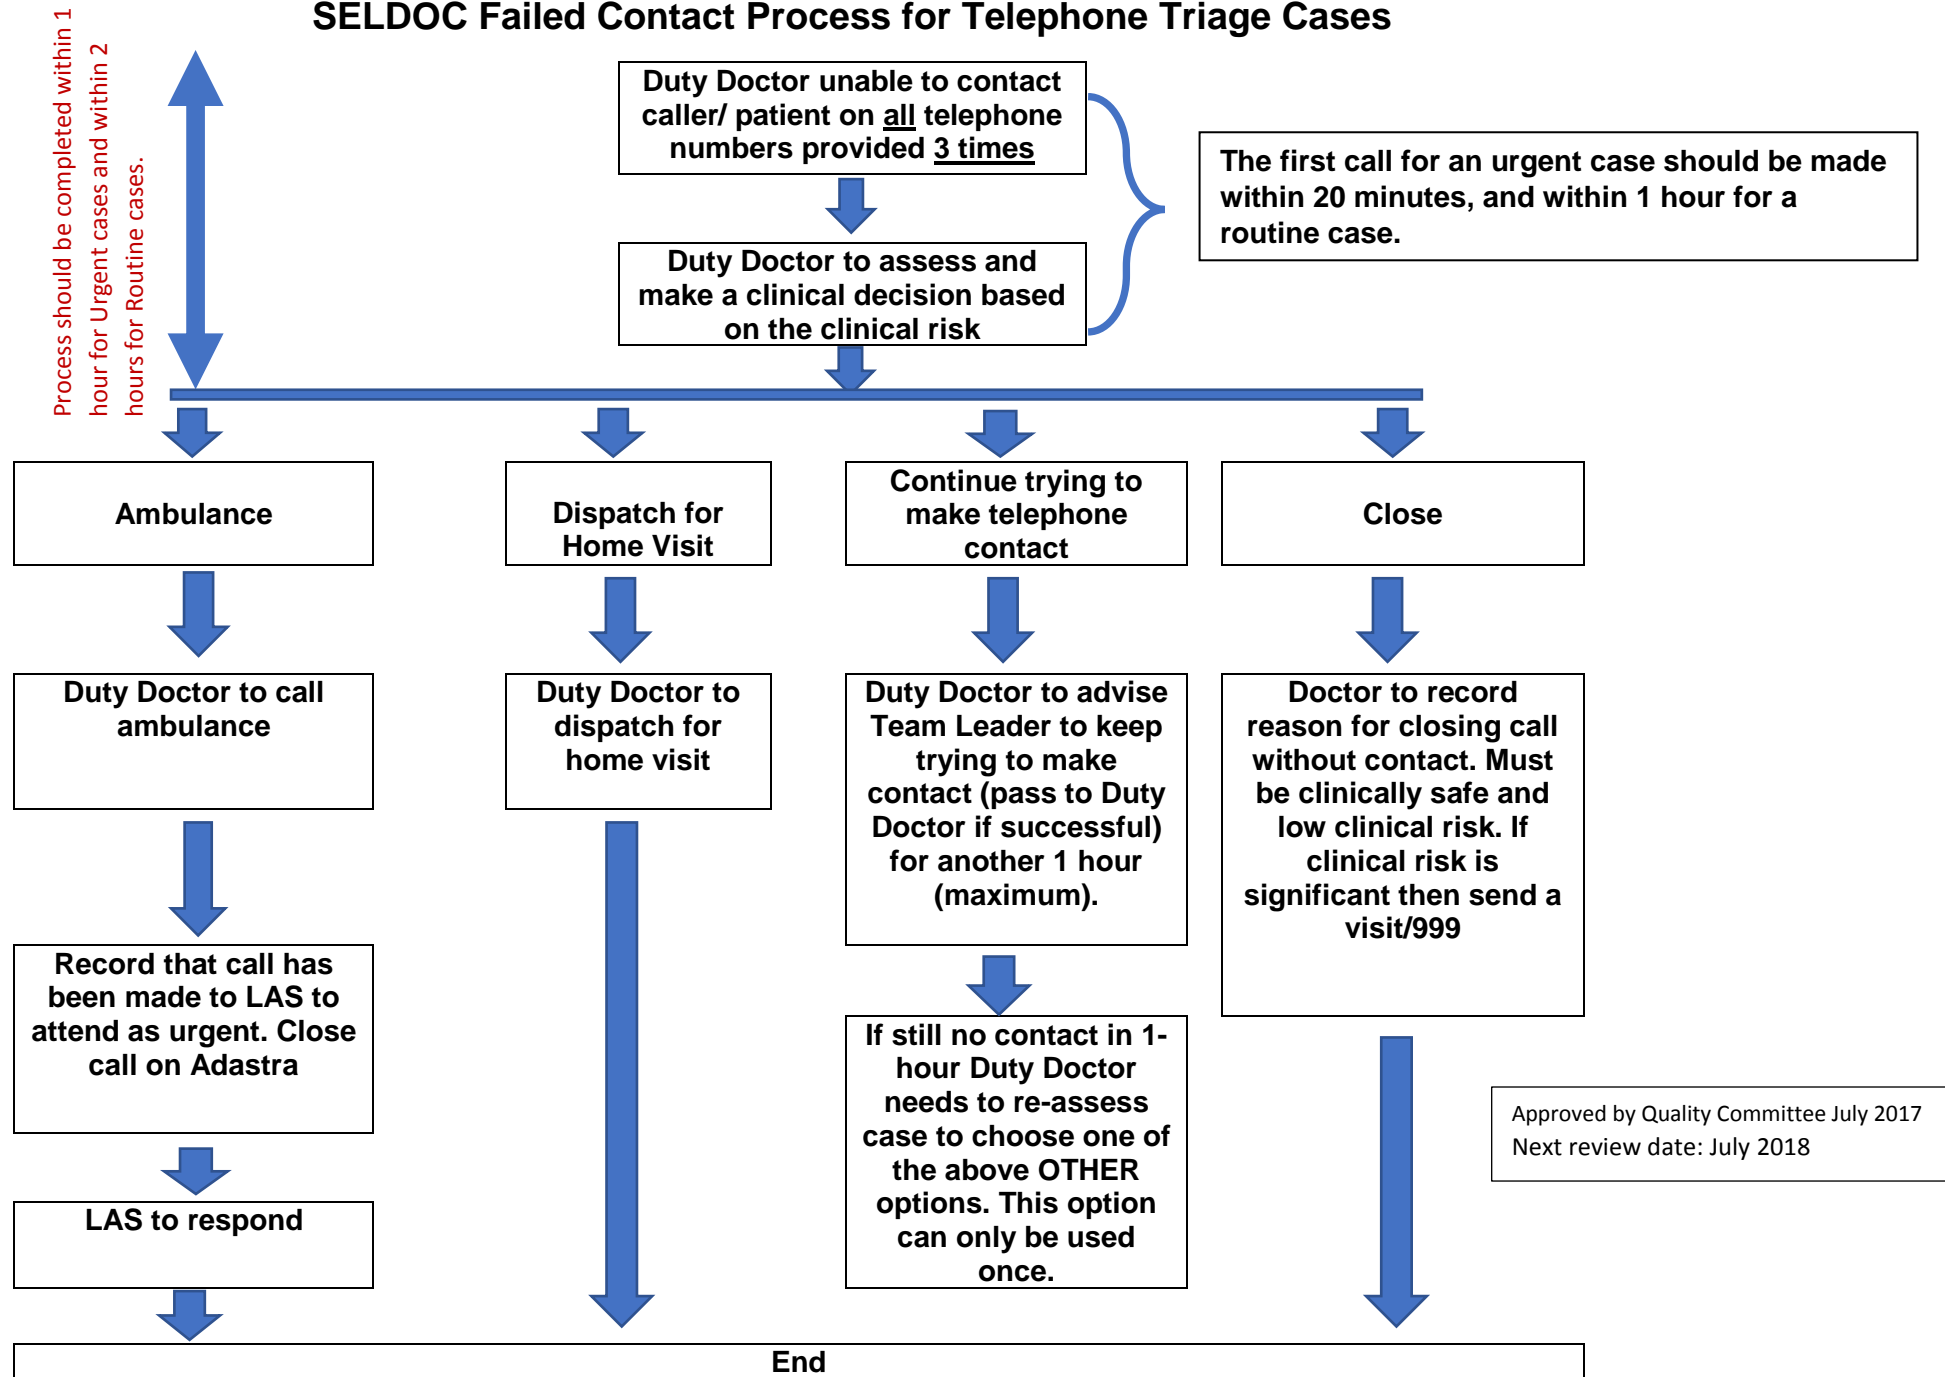 SELDOC Failed Contact Process for Telephone Triage Cases
Process should be completed within 1
hour for Urgent cases and within 2
hours for Routine cases.
Duty Doctor unable to contact
caller/ patient on all telephone
numbers provided 3 times
The first call for an urgent case should be made
within 20 minutes, and within 1 hour for a
routine case.
Duty Doctor to assess and
make a clinical decision based
on the clinical risk
Ambulance
Dispatch for
Home Visit
Continue trying to
make telephone
contact
Close
Duty Doctor to call
ambulance
Duty Doctor to
dispatch for
home visit
Duty Doctor to advise
Team Leader to keep
trying to make
contact (pass to Duty
Doctor if successful)
for another 1 hour
(maximum).
Doctor to record
reason for closing call
without contact. Must
be clinically safe and
low clinical risk. If
clinical risk is
significant then send a
visit/999
Record that call has
been made to LAS to
attend as urgent. Close
call on Adastra
If still no contact in 1-
hour Duty Doctor
needs to re-assess
case to choose one of
the above OTHER
options. This option
can only be used
once.
Approved by Quality Committee July 2017
Next review date: July 2018
LAS to respond
End